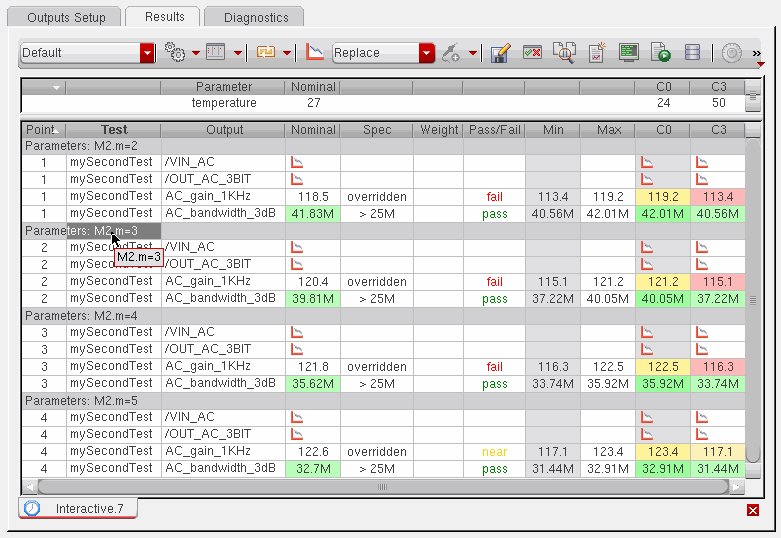 Outputs Setup Results Diagnostics
Default Replace »
Parameter Nominal C0 C3
temperature 27 24 50
Point Test Output Nominal Spec Weight Pass/Fail Min Max C0 C3
Parameters: M2.m=2
1 mySecondTest /VIN_AC
1 mySecondTest /OUT_AC_3BIT
1 mySecondTest AC_gain_1KHz 118.5 overridden fail 113.4 119.2 119.2 113.4
1 mySecondTest AC_bandwidth_3dB 41.83M > 25M pass 40.56M 42.01M 42.01M 40.56M
Parameters: M2.m=3
2 mySecondTest /VIN_AC
M2.m=3
2 mySecondTest /OUT_AC_3BIT
2 mySecondTest AC_gain_1KHz 120.4 overridden fail 115.1 121.2 121.2 115.1
2 mySecondTest AC_bandwidth_3dB 39.81M > 25M pass 37.22M 40.05M 40.05M 37.22M
Parameters: M2.m=4
3 mySecondTest /VIN_AC
3 mySecondTest /OUT_AC_3BIT
3 mySecondTest AC_gain_1KHz 121.8 overridden fail 116.3 122.5 122.5 116.3
3 mySecondTest AC_bandwidth_3dB 35.62M > 25M pass 33.74M 35.92M 35.92M 33.74M
Parameters: M2.m=5
4 mySecondTest /VIN_AC
4 mySecondTest /OUT_AC_3BIT
4 mySecondTest AC_gain_1KHz 122.6 overridden near 117.1 123.4 123.4 117.1
4 mySecondTest AC_bandwidth_3dB 32.7M > 25M pass 31.44M 32.91M 32.91M 31.44M
Interactive.7